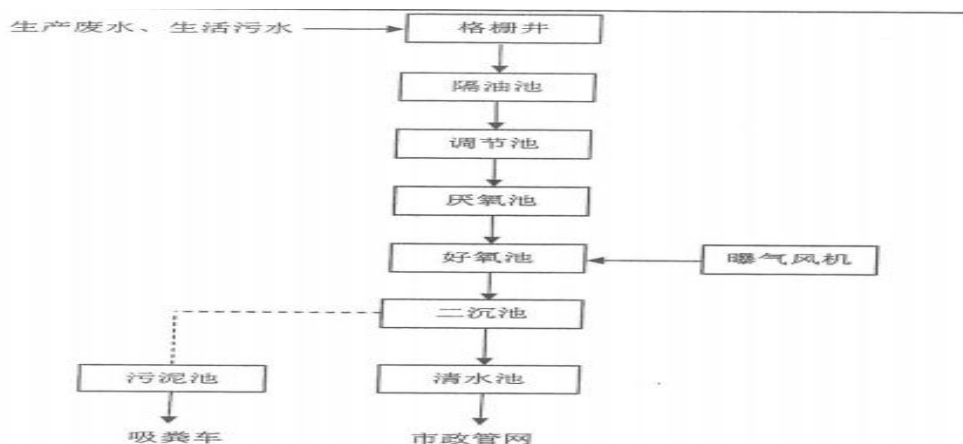 生产废水、生活污水
格栅井
隔油池
调节池
厌氧池
好氧池
曝气风机
二沉池
污泥池
清水池
吸粪车
市政管网